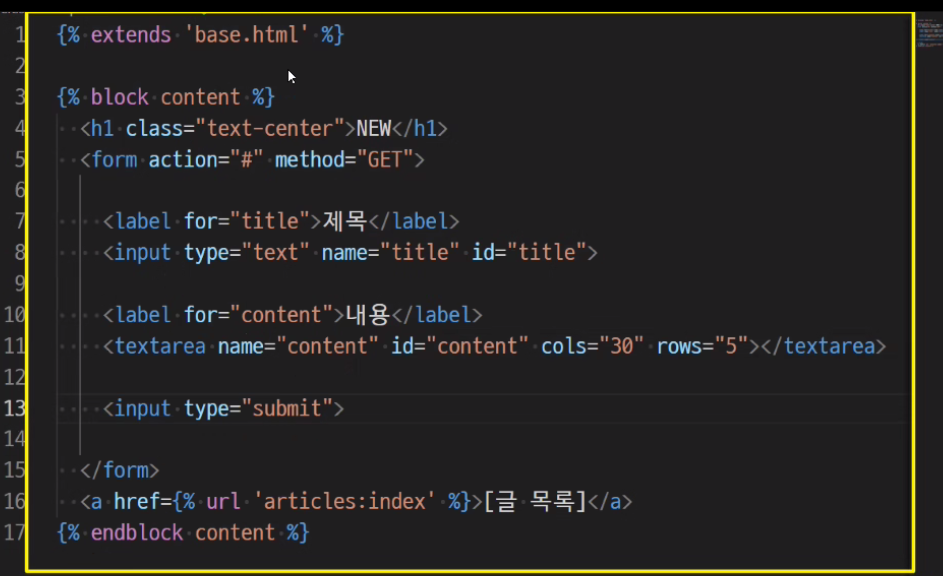 1 {% extends 'base.html' %}
2
3 {% block content %}
4 <h1 class="text-center">NEW</h1>
5 <form action="#" method="GET">
6
7 <label for="title">제목</label>
8 <input type="text" name="title" id="title">
9
10 <label for="content">내용</label>
11 <textarea name="content" id="content" cols="30" rows="5"></textarea>
12
13 <input type="submit">
14
15 </form>
16 <a href={% url 'articles:index' %}>[글 목록]</a>
17 {% endblock content %}